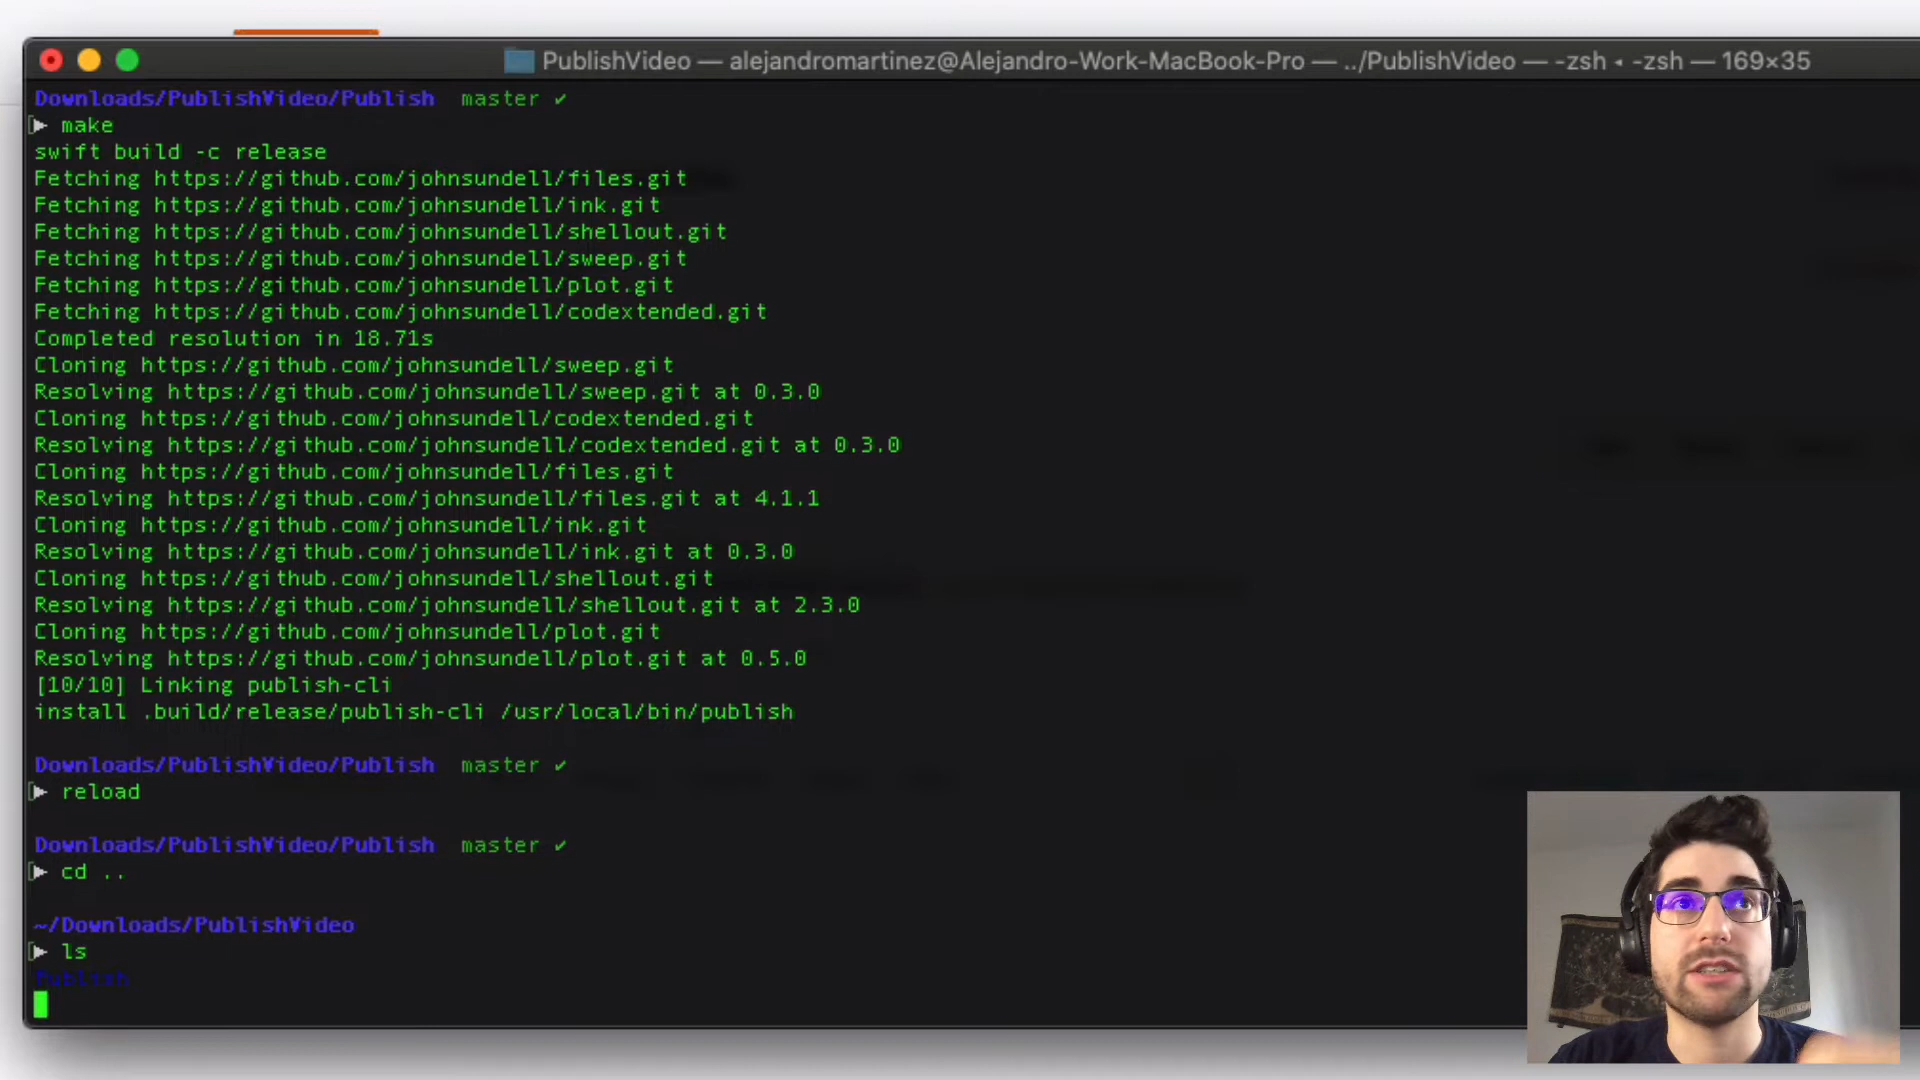 PublishVideo — alejandromartinez@Alejandro-Work-MacBook-Pro — ../PublishVideo — -zsh ◂ -zsh — 169×35
Downloads/PublishVideo/Publish master ✔
▶ make
swift build -c release
Fetching https://github.com/johnsundell/files.git
Fetching https://github.com/johnsundell/ink.git
Fetching https://github.com/johnsundell/shellout.git
Fetching https://github.com/johnsundell/sweep.git
Fetching https://github.com/johnsundell/plot.git
Fetching https://github.com/johnsundell/codextended.git
Completed resolution in 18.71s
Cloning https://github.com/johnsundell/sweep.git
Resolving https://github.com/johnsundell/sweep.git at 0.3.0
Cloning https://github.com/johnsundell/codextended.git
Resolving https://github.com/johnsundell/codextended.git at 0.3.0
Cloning https://github.com/johnsundell/files.git
Resolving https://github.com/johnsundell/files.git at 4.1.1
Cloning https://github.com/johnsundell/ink.git
Resolving https://github.com/johnsundell/ink.git at 0.3.0
Cloning https://github.com/johnsundell/shellout.git
Resolving https://github.com/johnsundell/shellout.git at 2.3.0
Cloning https://github.com/johnsundell/plot.git
Resolving https://github.com/johnsundell/plot.git at 0.5.0
[10/10] Linking publish-cli
install .build/release/publish-cli /usr/local/bin/publish
Downloads/PublishVideo/Publish master ✔
▶ reload
Downloads/PublishVideo/Publish master ✔
▶ cd ..
~/Downloads/PublishVideo
▶ ls
Publish